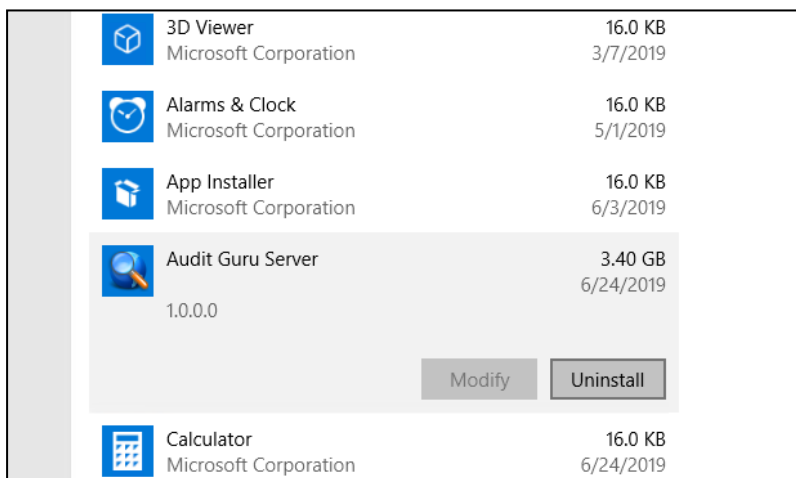 3D Viewer 16.0 KB
Microsoft Corporation 3/7/2019
Alarms & Clock 16.0 KB
Microsoft Corporation 5/1/2019
App Installer 16.0 KB
Microsoft Corporation 6/3/2019
Audit Guru Server 3.40 GB
6/24/2019
1.0.0.0
Modify Uninstall
Calculator 16.0 KB
Microsoft Corporation 6/24/2019